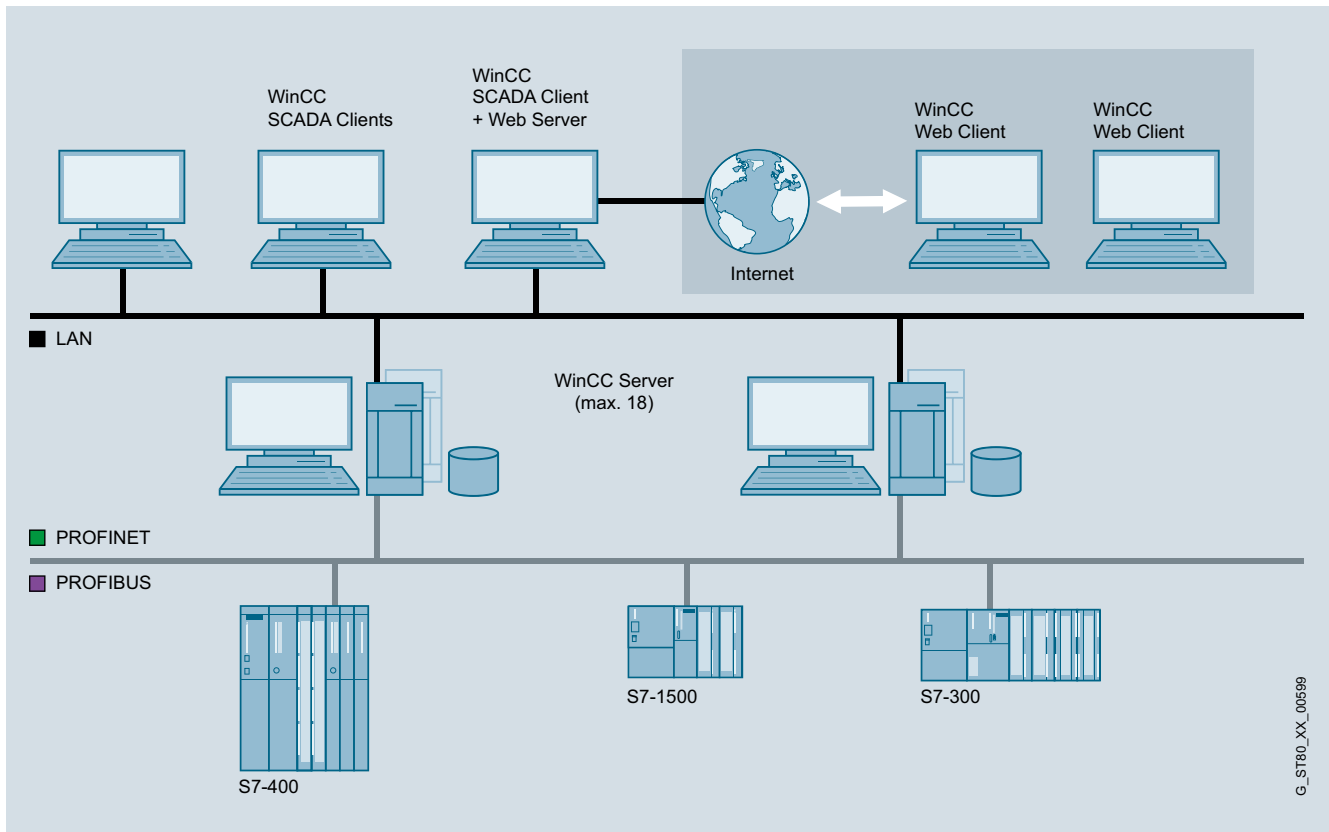 WinCC
SCADA Clients
WinCC
SCADA Client
+ Web Server
WinCC
Web Client
WinCC
Web Client
Internet
LAN
WinCC Server
(max. 18)
PROFINET
PROFIBUS
S7-400
S7-1500
S7-300
G_ST80_XX_00599